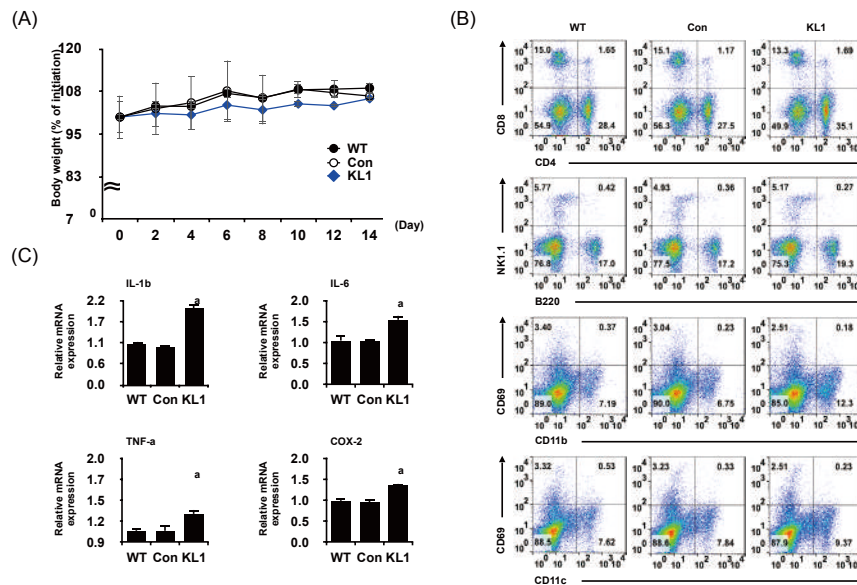 (A)
120
108
95
83
7
0
Body weight (% of initiation)
WT
Con
KL1
0 2 4 6 8 10 12 14 (Day)
(B)
WT Con KL1
15.0 1.65 15.1 1.17 13.3 1.69
54.9 28.4 56.3 27.5 49.9 35.1
CD8
CD4
5.77 0.42 4.93 0.36 5.17 0.27
76.8 17.0 77.5 17.2 75.3 19.3
NK1.1
B220
3.40 0.37 3.04 0.23 2.51 0.18
89.0 7.19 90.0 6.75 85.0 12.3
CD69
CD11b
3.32 0.53 3.23 0.33 2.51 0.23
88.5 7.62 88.6 7.84 87.9 9.37
CD69
CD11c
(C)
IL-1b
2.2
1.7
1.1
0.6
0.0
Relative mRNA
expression
a
WT Con KL1
IL-6
2.0
1.5
1.0
0.5
0.0
Relative mRNA
expression
a
WT Con KL1
TNF-a
2.0
1.8
1.5
1.2
0.9
Relative mRNA
expression
a
WT Con KL1
COX-2
2.0
1.5
1.0
0.5
0.0
Relative mRNA
expression
a
WT Con KL1